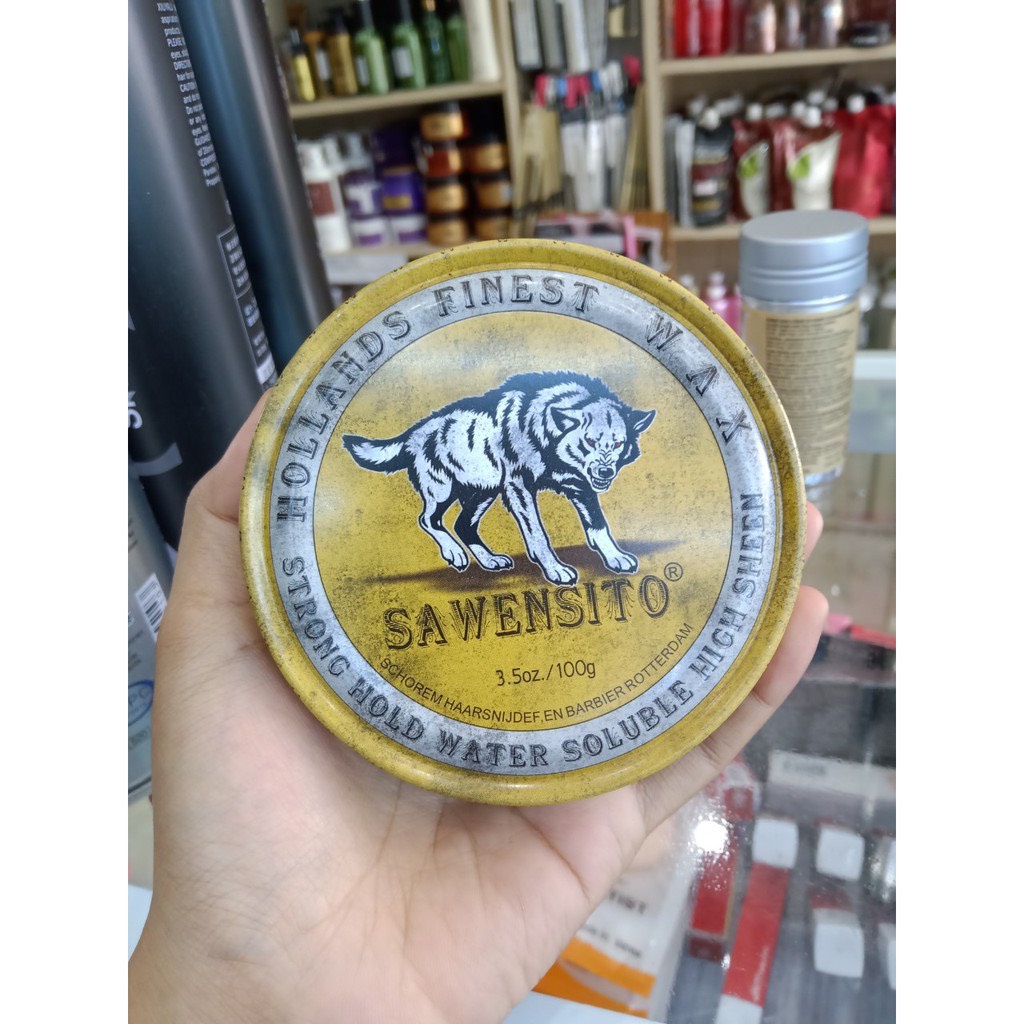 HOLLANDS FINEST WAX
SAWENSITO®
3.5oz./100g
SCHOREM HAARSNIJDEF,EN BARBIER ROTTERDAM
STRONG HOLD WATER SOLUBLE HIGH SHEEN